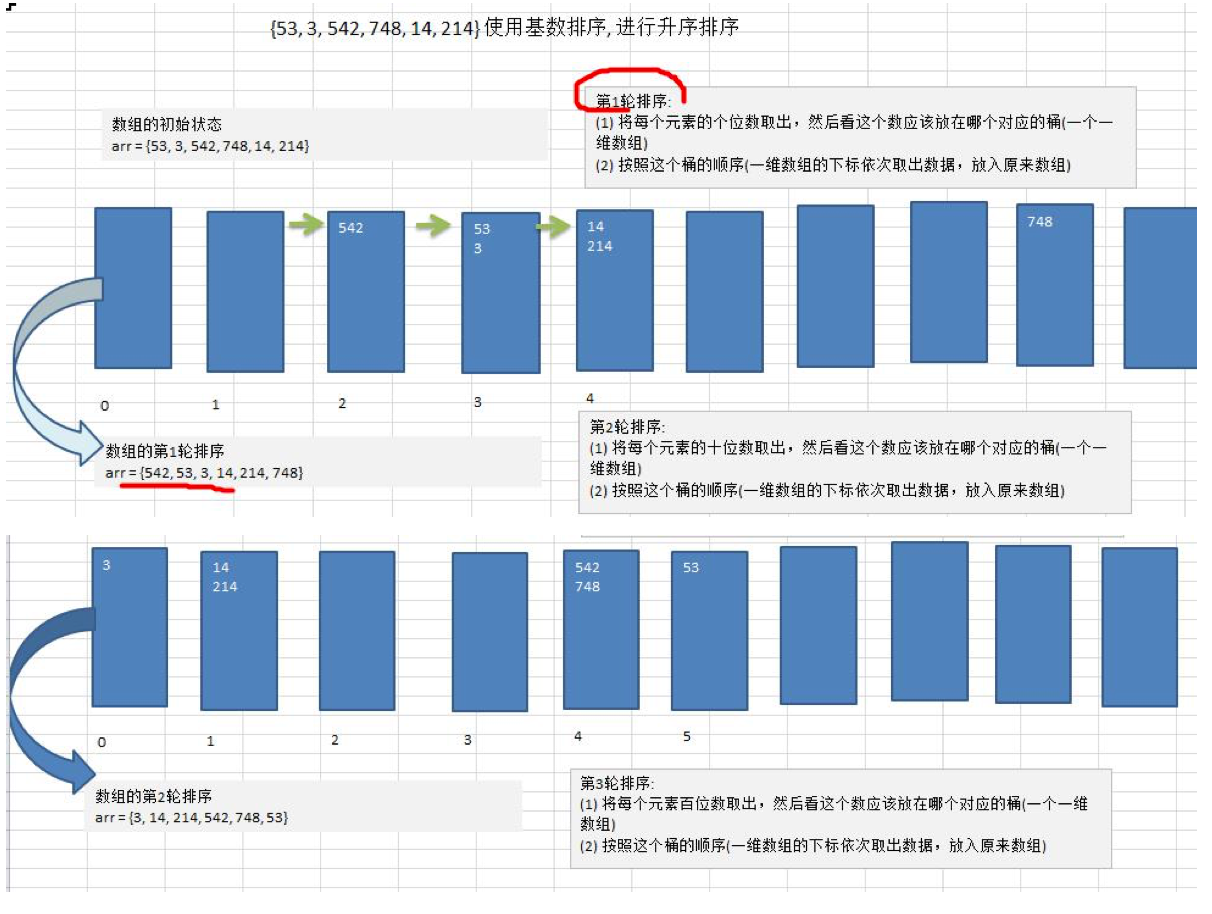 {53, 3, 542, 748, 14, 214} 使用基数排序, 进行升序排序
数组的初始状态
arr = {53, 3, 542, 748, 14, 214}
第1轮排序:
(1) 将每个元素的个位数取出，然后看这个数应该放在哪个对应的桶(一个一
维数组)
(2) 按照这个桶的顺序(一维数组的下标依次取出数据，放入原来数组)
542
53
3
14
214
748
0
1
2
3
4
数组的第1轮排序
arr = {542, 53, 3, 14, 214, 748}
第2轮排序:
(1) 将每个元素的十位数取出，然后看这个数应该放在哪个对应的桶(一个一
维数组)
(2) 按照这个桶的顺序(一维数组的下标依次取出数据，放入原来数组)
3
14
214
542
748
53
0
1
2
3
4
5
数组的第2轮排序
arr = {3, 14, 214, 542, 748, 53}
第3轮排序:
(1) 将每个元素百位数取出，然后看这个数应该放在哪个对应的桶(一个一维
数组)
(2) 按照这个桶的顺序(一维数组的下标依次取出数据，放入原来数组)